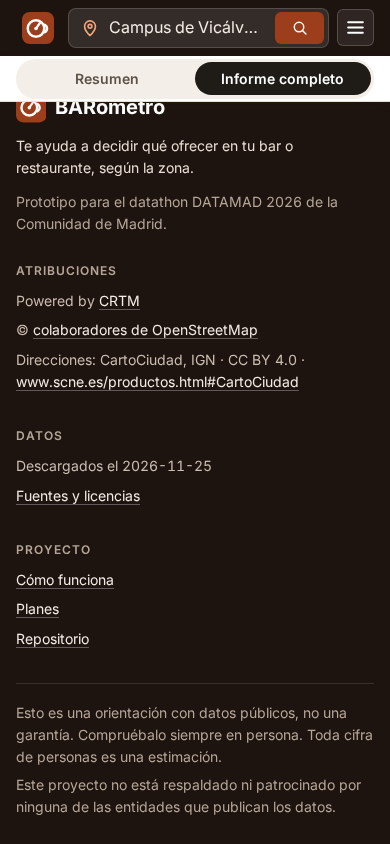 Campus de Vicálv...
Resumen
Informe completo
BARómetro
Te ayuda a decidir qué ofrecer en tu bar o
restaurante, según la zona.
Prototipo para el datathon DATAMAD 2026 de la
Comunidad de Madrid.
ATRIBUCIONES
Powered by CRTM
© colaboradores de OpenStreetMap
Direcciones: CartoCiudad, IGN · CC BY 4.0 ·
www.scne.es/productos.html#CartoCiudad
DATOS
Descargados el 2026-11-25
Fuentes y licencias
PROYECTO
Cómo funciona
Planes
Repositorio
Esto es una orientación con datos públicos, no una
garantía. Compruébalo siempre en persona. Toda cifra
de personas es una estimación.
Este proyecto no está respaldado ni patrocinado por
ninguna de las entidades que publican los datos.